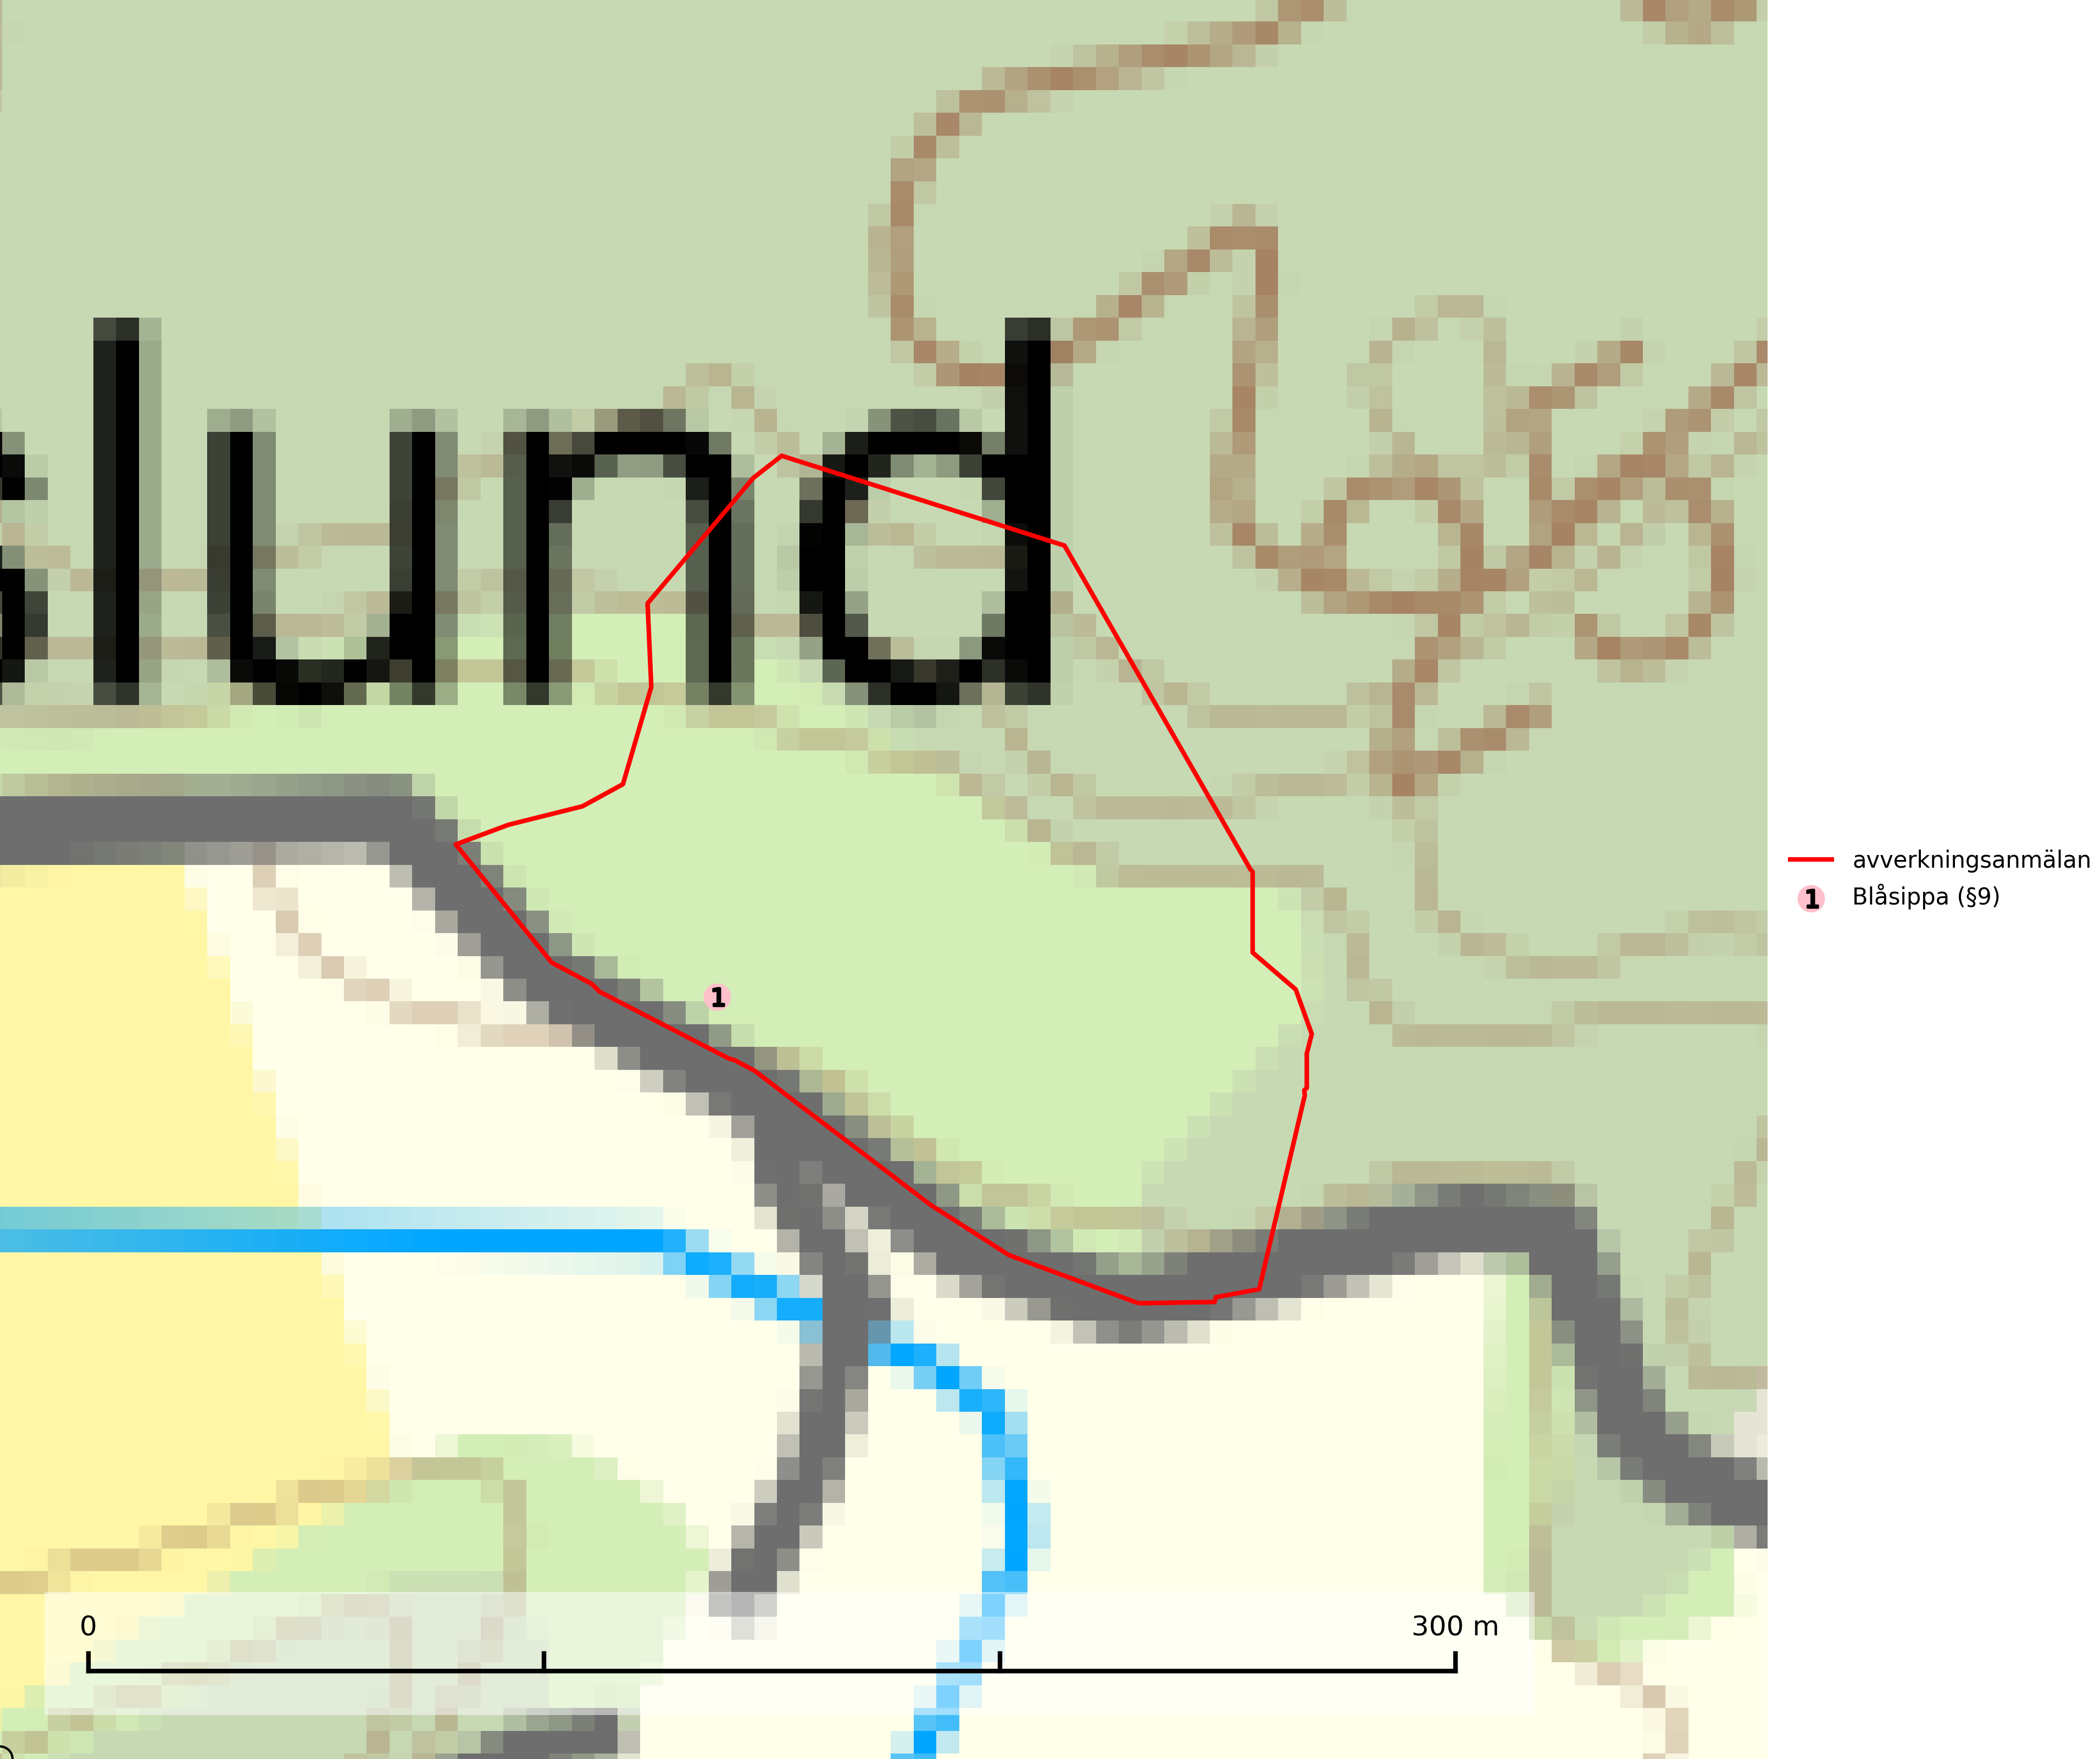 lund
1
avverkningsanmälan
1 Blåsippa (§9)
0 300 m